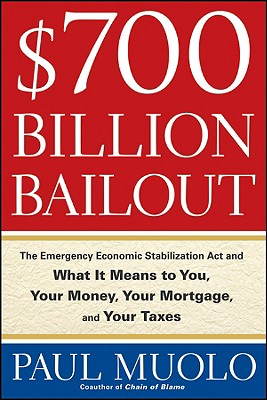 $700
BILLION
BAILOUT
The Emergency Economic Stabilization Act and
What It Means to You,
Your Money, Your Mortgage,
and Your Taxes
PAUL MUOLO
Coauthor of Chain of Blame